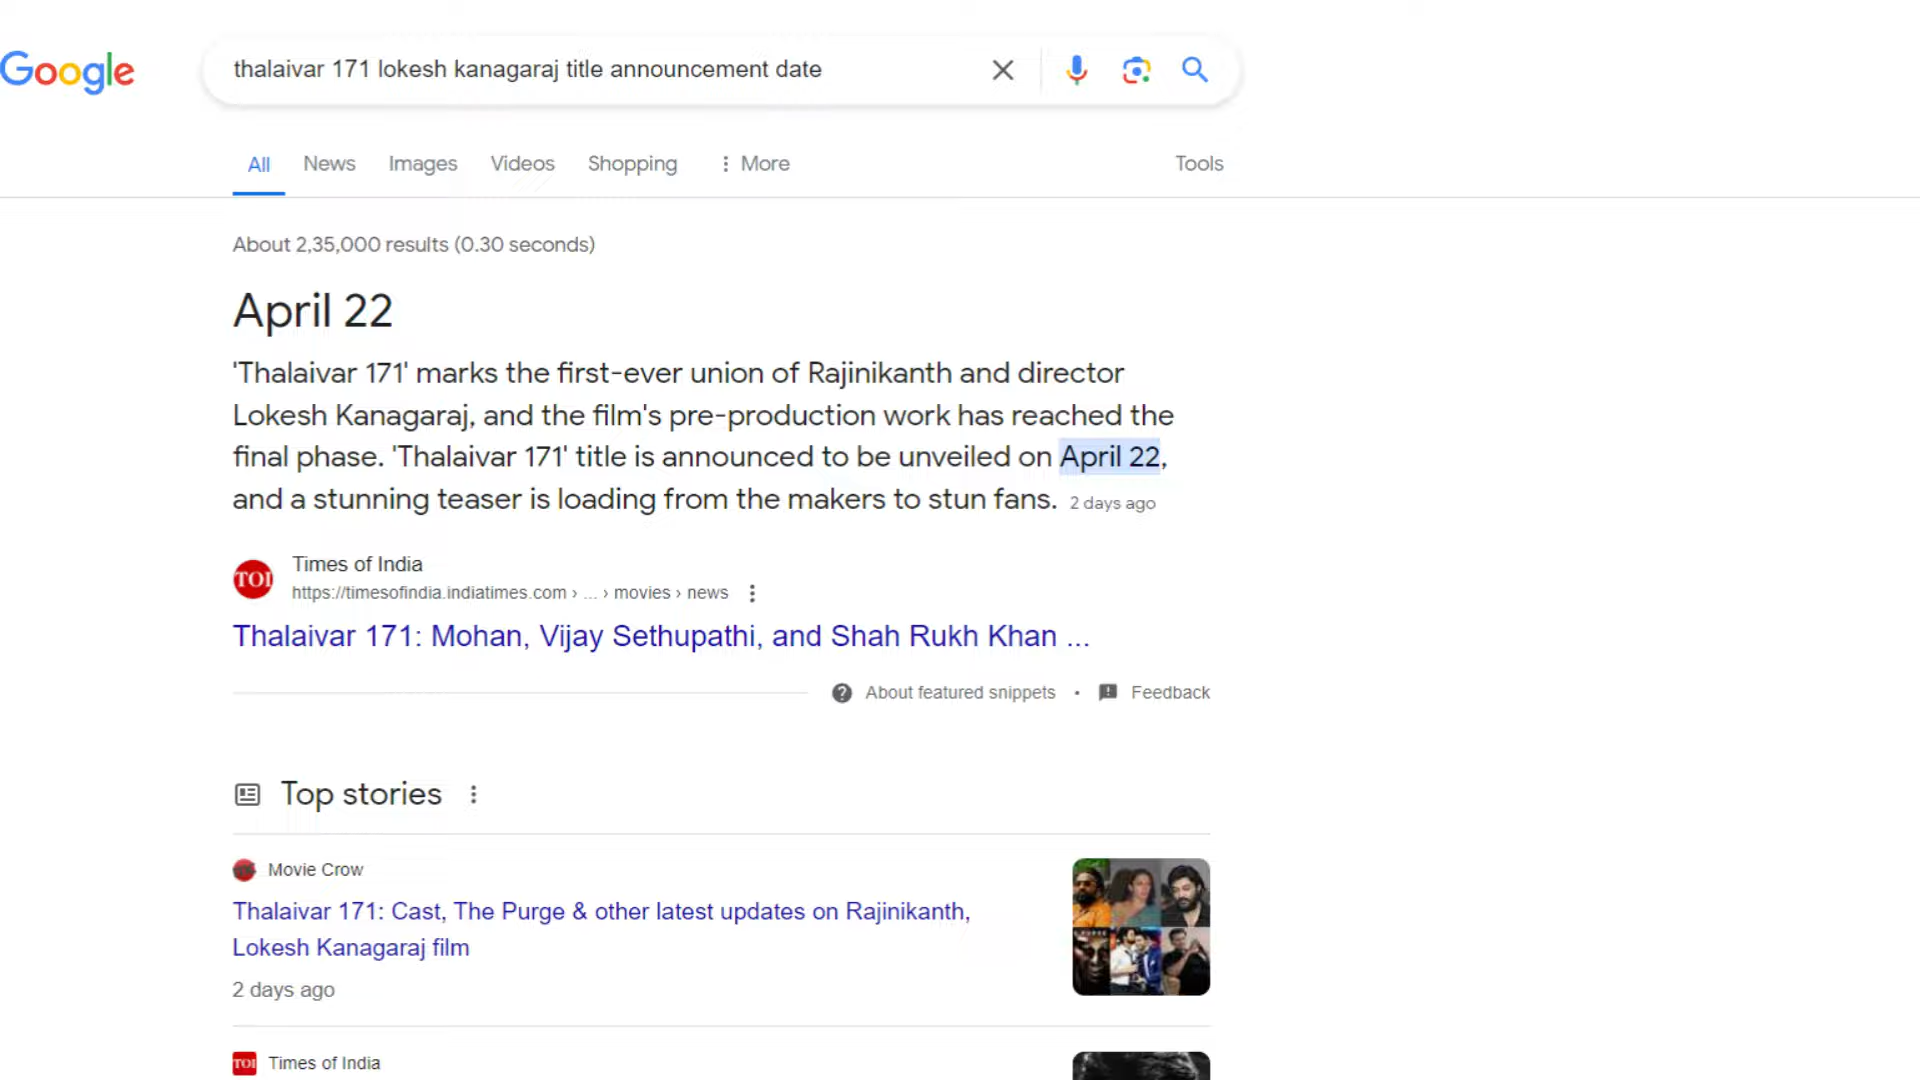 Google
thalaivar 171 lokesh kanagaraj title announcement date
All News Images Videos Shopping More Tools
About 2,35,000 results (0.30 seconds)
April 22
'Thalaivar 171' marks the first-ever union of Rajinikanth and director
Lokesh Kanagaraj, and the film's pre-production work has reached the
final phase. 'Thalaivar 171' title is announced to be unveiled on April 22,
and a stunning teaser is loading from the makers to stun fans. 2 days ago
TOI Times of India
https://timesofindia.indiatimes.com › ... › movies › news
Thalaivar 171: Mohan, Vijay Sethupathi, and Shah Rukh Khan ...
About featured snippets • Feedback
Top stories
Movie Crow
Thalaivar 171: Cast, The Purge & other latest updates on Rajinikanth,
Lokesh Kanagaraj film
2 days ago
TOI Times of India